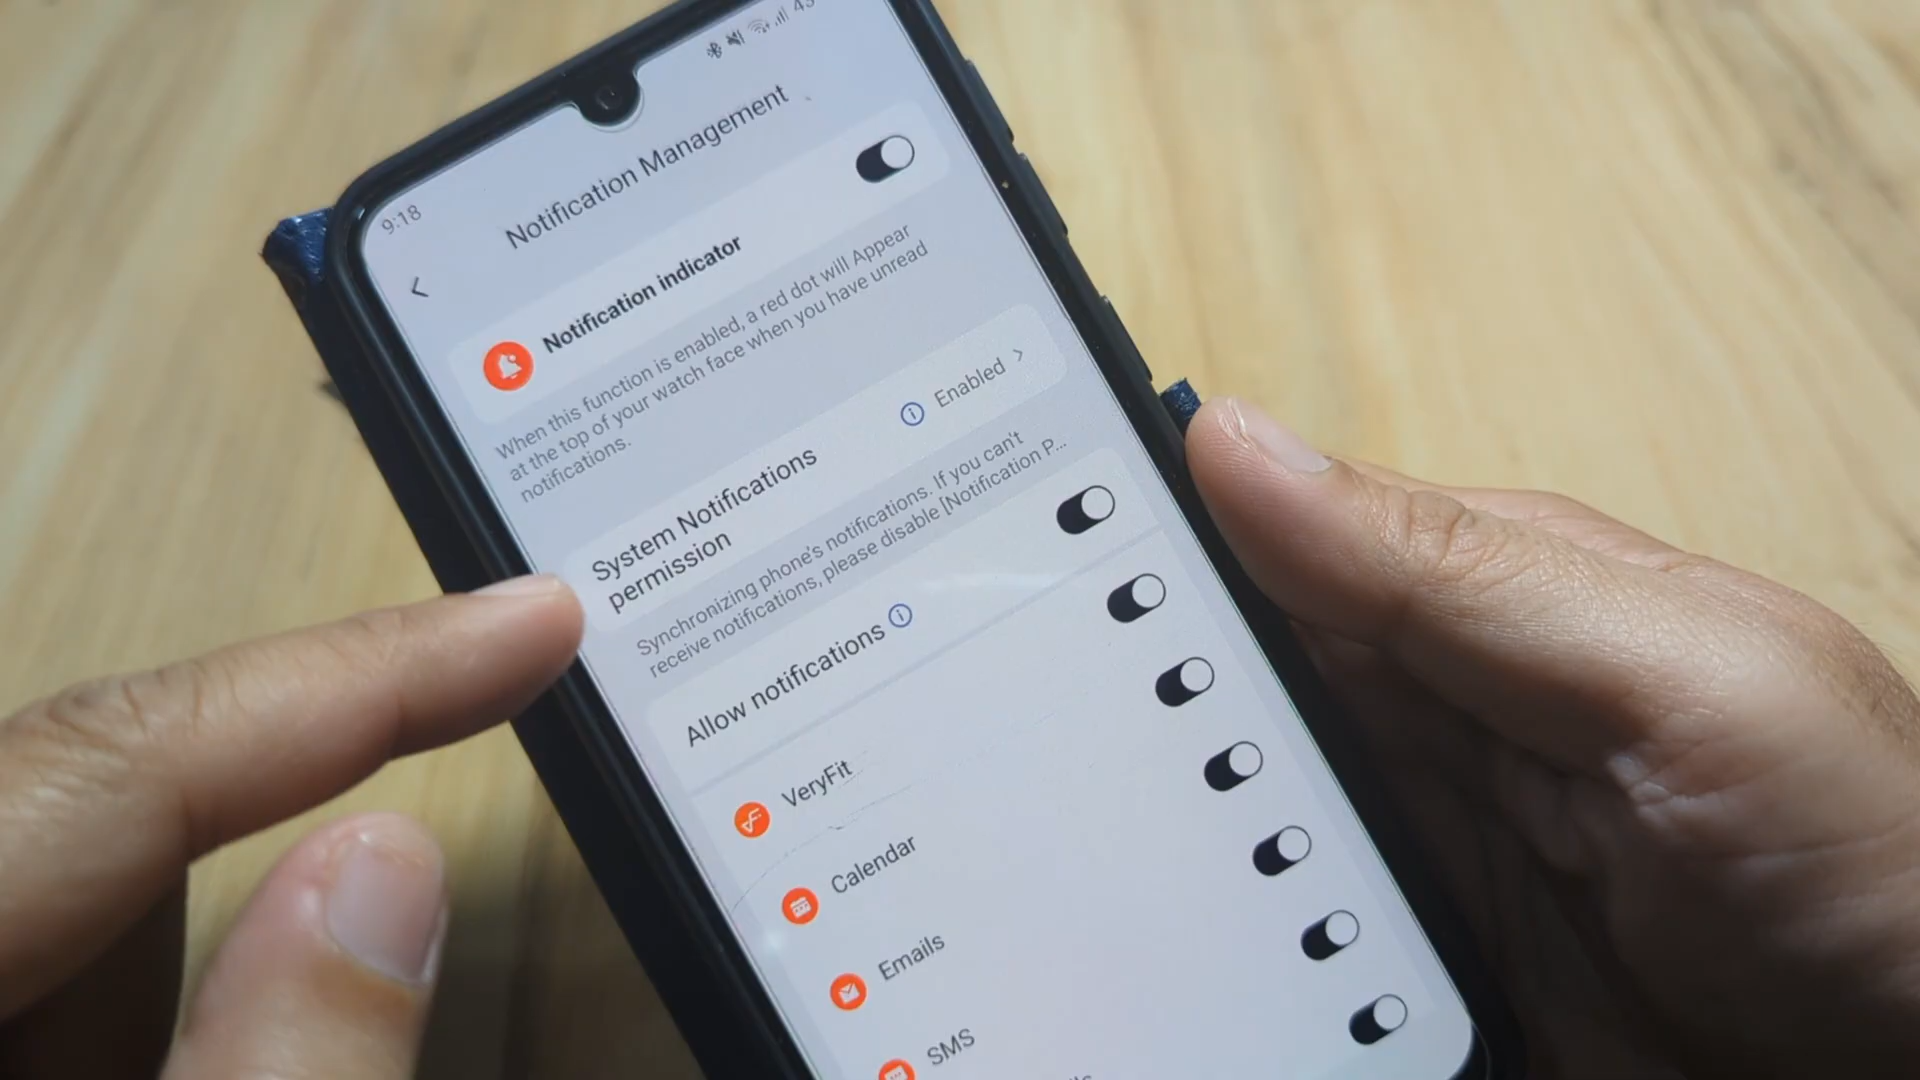 9:18
Notification Management
Notification indicator
When this function is enabled, a red dot will Appear
at the top of your watch face when you have unread
notifications.
System Notifications
permission
Enabled
Synchronizing phone's notifications. If you can't
receive notifications, please disable [Notification P...
Allow notifications
VeryFit
Calendar
Emails
SMS